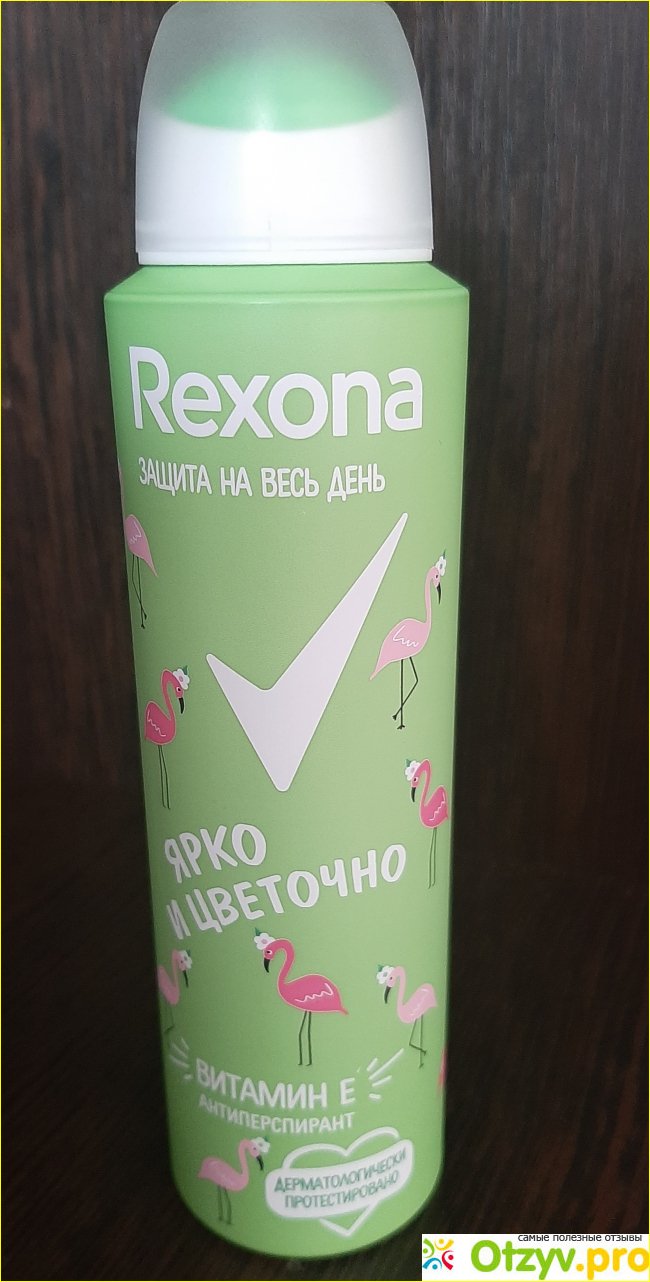 Rexona
ЗАЩИТА НА ВЕСЬ ДЕНЬ
ЯРКО
И ЦВЕТОЧНО
ВИТАМИН Е
АНТИПЕРСПИРАНТ
ДЕРМАТОЛОГИЧЕСКИ
ПРОТЕСТИРОВАНО
самые полезные отзывы
Otzyv.pro